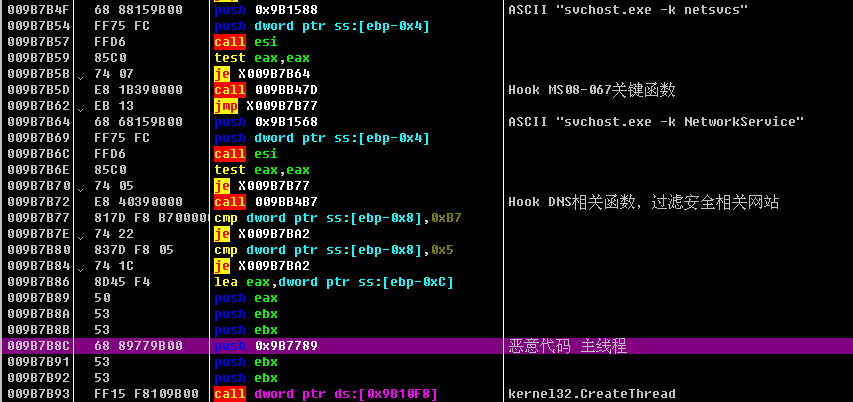 009B7B4F 68 88159B00 push 0x9B1588 ASCII "svchost.exe -k netsvcs"
009B7B54 FF75 FC push dword ptr ss:[ebp-0x4]
009B7B57 FFD6 call esi
009B7B59 85C0 test eax,eax
009B7B5B 74 07 je X009B7B64
009B7B5D E8 1B390000 call 009BB47D Hook MS08-067关键函数
009B7B62 EB 13 jmp X009B7B77
009B7B64 68 68159B00 push 0x9B1568 ASCII "svchost.exe -k NetworkService"
009B7B69 FF75 FC push dword ptr ss:[ebp-0x4]
009B7B6C FFD6 call esi
009B7B6E 85C0 test eax,eax
009B7B70 74 05 je X009B7B77
009B7B72 E8 40390000 call 009BB4B7 Hook DNS相关函数，过滤安全相关网站
009B7B77 817D F8 B70000 cmp dword ptr ss:[ebp-0x8],0xB7
009B7B7E 74 22 je X009B7BA2
009B7B80 837D F8 05 cmp dword ptr ss:[ebp-0x8],0x5
009B7B84 74 1C je X009B7BA2
009B7B86 8D45 F4 lea eax,dword ptr ss:[ebp-0xC]
009B7B89 50 push eax
009B7B8A 53 push ebx
009B7B8B 53 push ebx
009B7B8C 68 89779B00 push 0x9B7789 恶意代码 主线程
009B7B91 53 push ebx
009B7B92 53 push ebx
009B7B93 FF15 F8109B00 call dword ptr ds:[0x9B10F8] kernel32.CreateThread